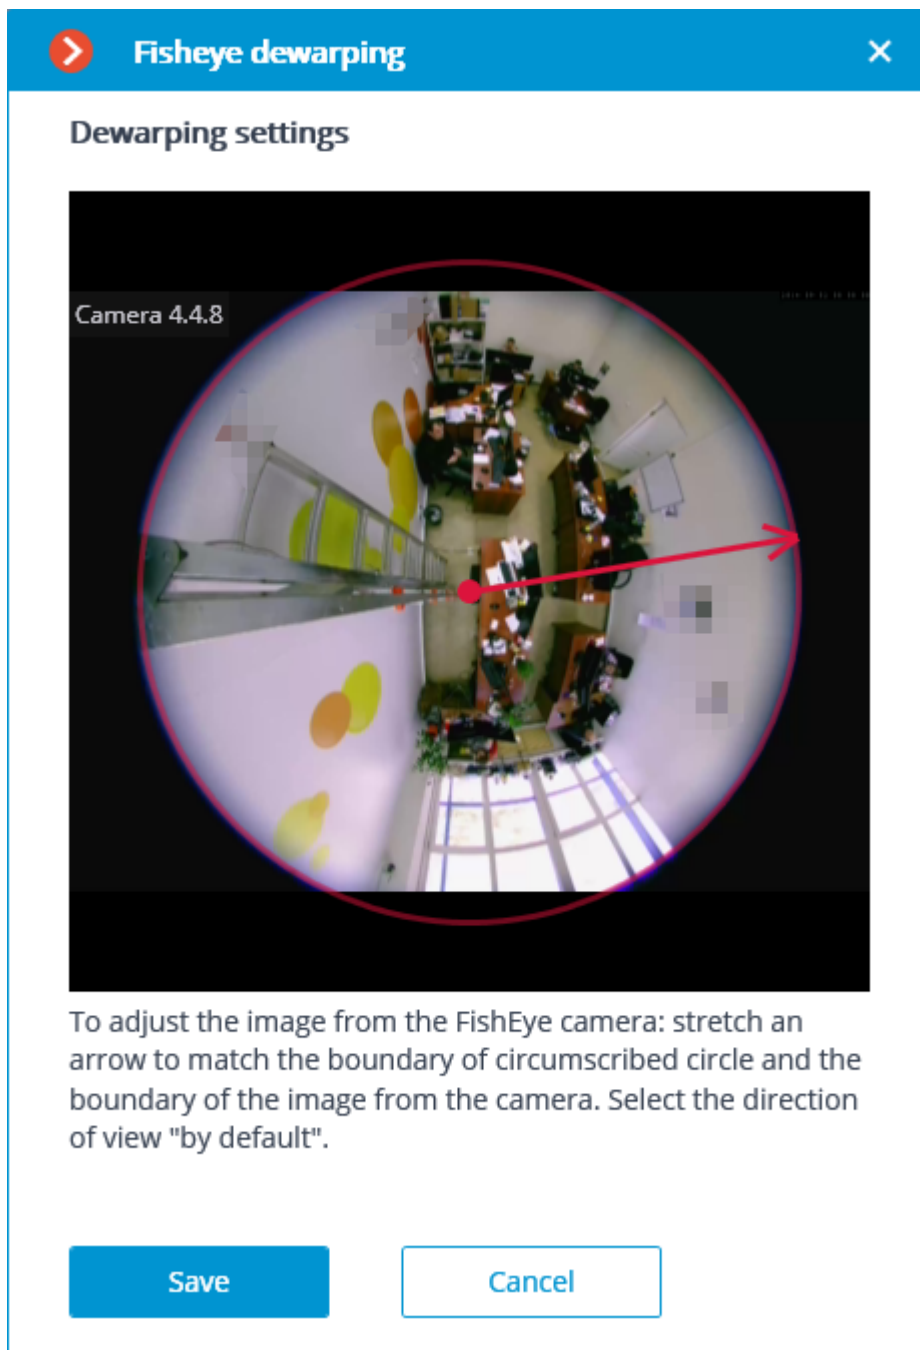 Fisheye dewarping
Dewarping settings
Camera 4.4.8
To adjust the image from the FishEye camera: stretch an
arrow to match the boundary of circumscribed circle and the
boundary of the image from the camera. Select the direction
of view "by default".
Save
Cancel